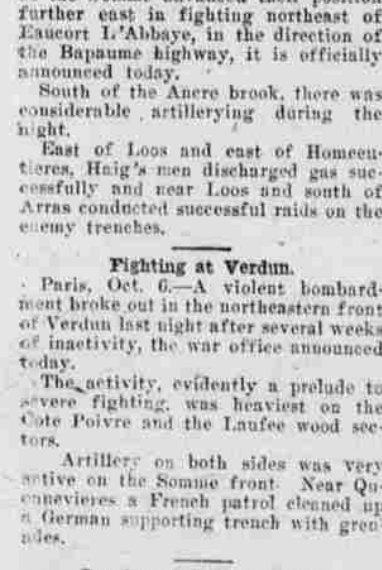 further east in fighting northeast of
Eaucort L'Abbaye, in the direction of
the Bapaume highway, it is officially
announced today.
South of the Ancre brook, there was
considerable artillerying during the
night.
East of Loos and east of Homeen-
tieres, Haig's men discharged gas suc-
cessfully and near Loos and south of
Arras conducted successful raids on the
enemy trenches.
Fighting at Verdun.
Paris, Oct. 6.—A violent bombard-
ment broke out in the northeastern front
of Verdun last night after several weeks
of inactivity, the war office announced
today.
The activity, evidently a prelude to
severe fighting, was heaviest on the
Cote Poivre and the Laufee wood sec-
tors.
Artillery on both sides was very
active on the Somme front. Near Qu-
ennevieres a French patrol cleaned up
a German supporting trench with gren-
ades.